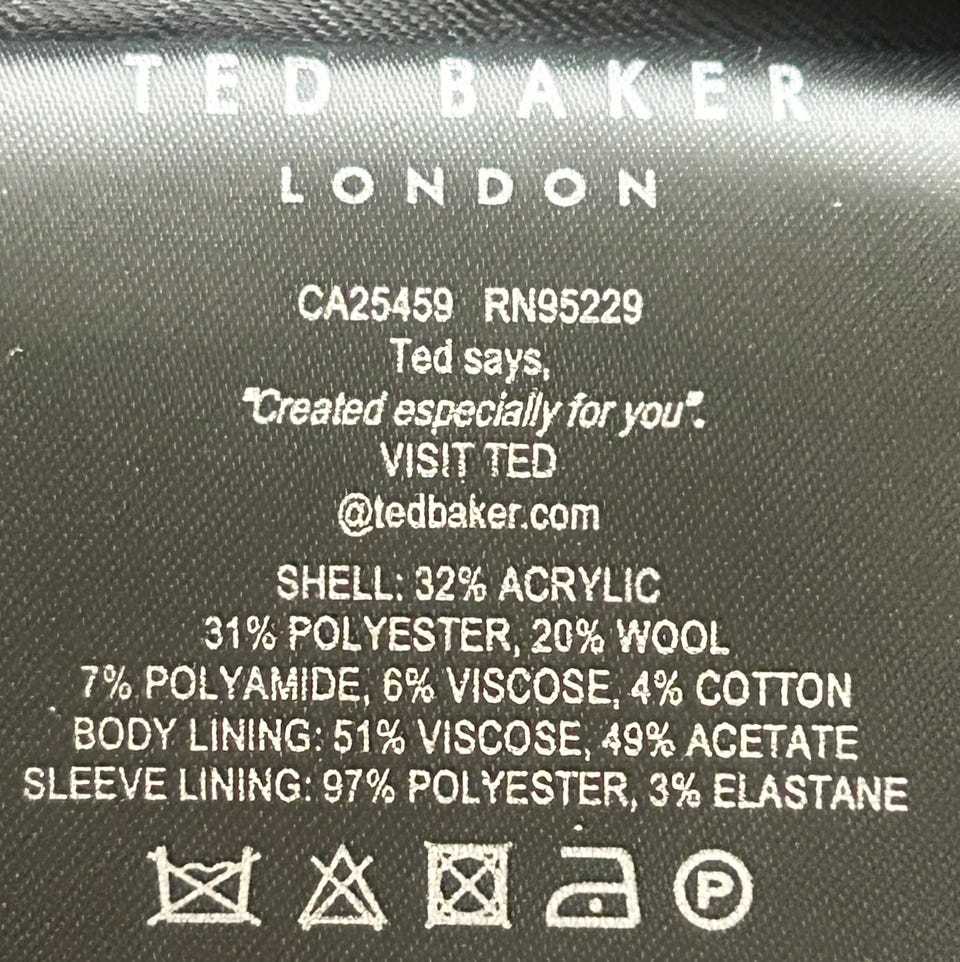 TED BAKER
LONDON
CA25459 RN95229
Ted says,
"Created especially for you".
VISIT TED
@tedbaker.com
SHELL: 32% ACRYLIC
31% POLYESTER, 20% WOOL
7% POLYAMIDE, 6% VISCOSE, 4% COTTON
BODY LINING: 51% VISCOSE, 49% ACETATE
SLEEVE LINING: 97% POLYESTER, 3% ELASTANE
P